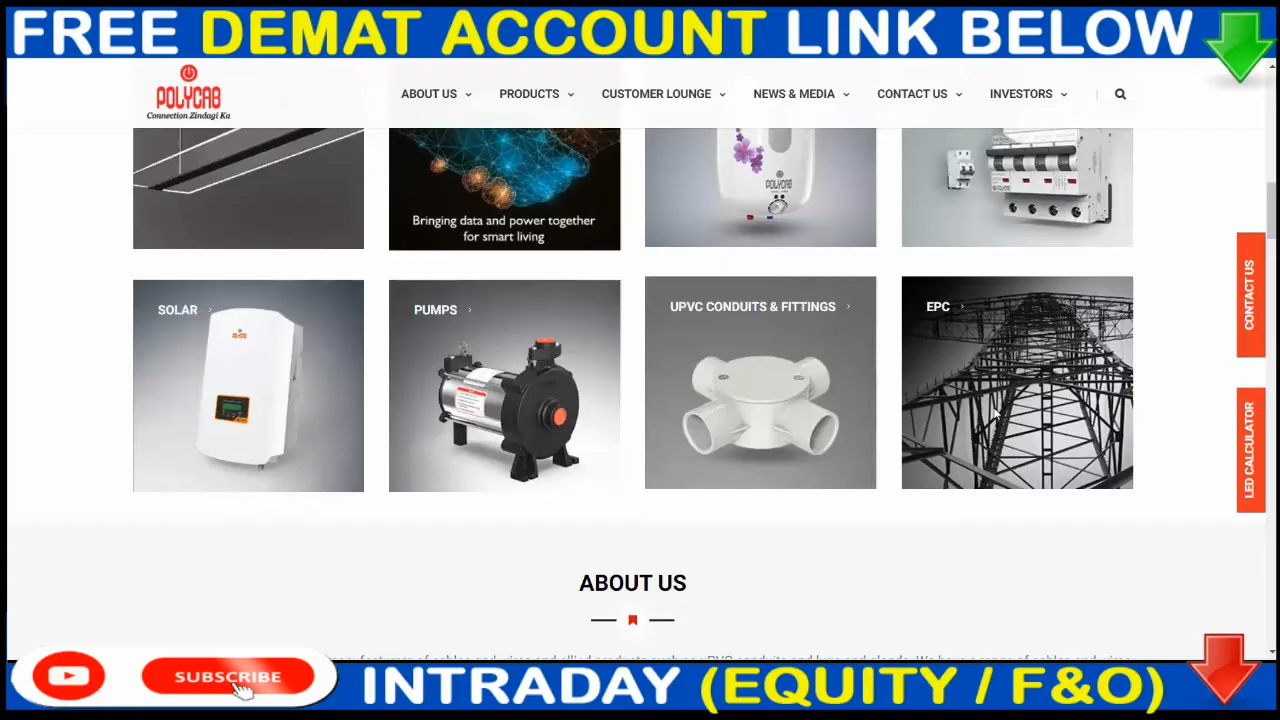 FREE DEMAT ACCOUNT LINK BELOW
POLYCAB
Connection Zindagi Ka
ABOUT US
PRODUCTS
CUSTOMER LOUNGE
NEWS & MEDIA
CONTACT US
INVESTORS
Bringing data and power together
for smart living
POLYCAB
SOLAR
PUMPS
UPVC CONDUITS & FITTINGS
EPC
CONTACT US
LED CALCULATOR
ABOUT US
SUBSCRIBE
INTRADAY (EQUITY / F&O)